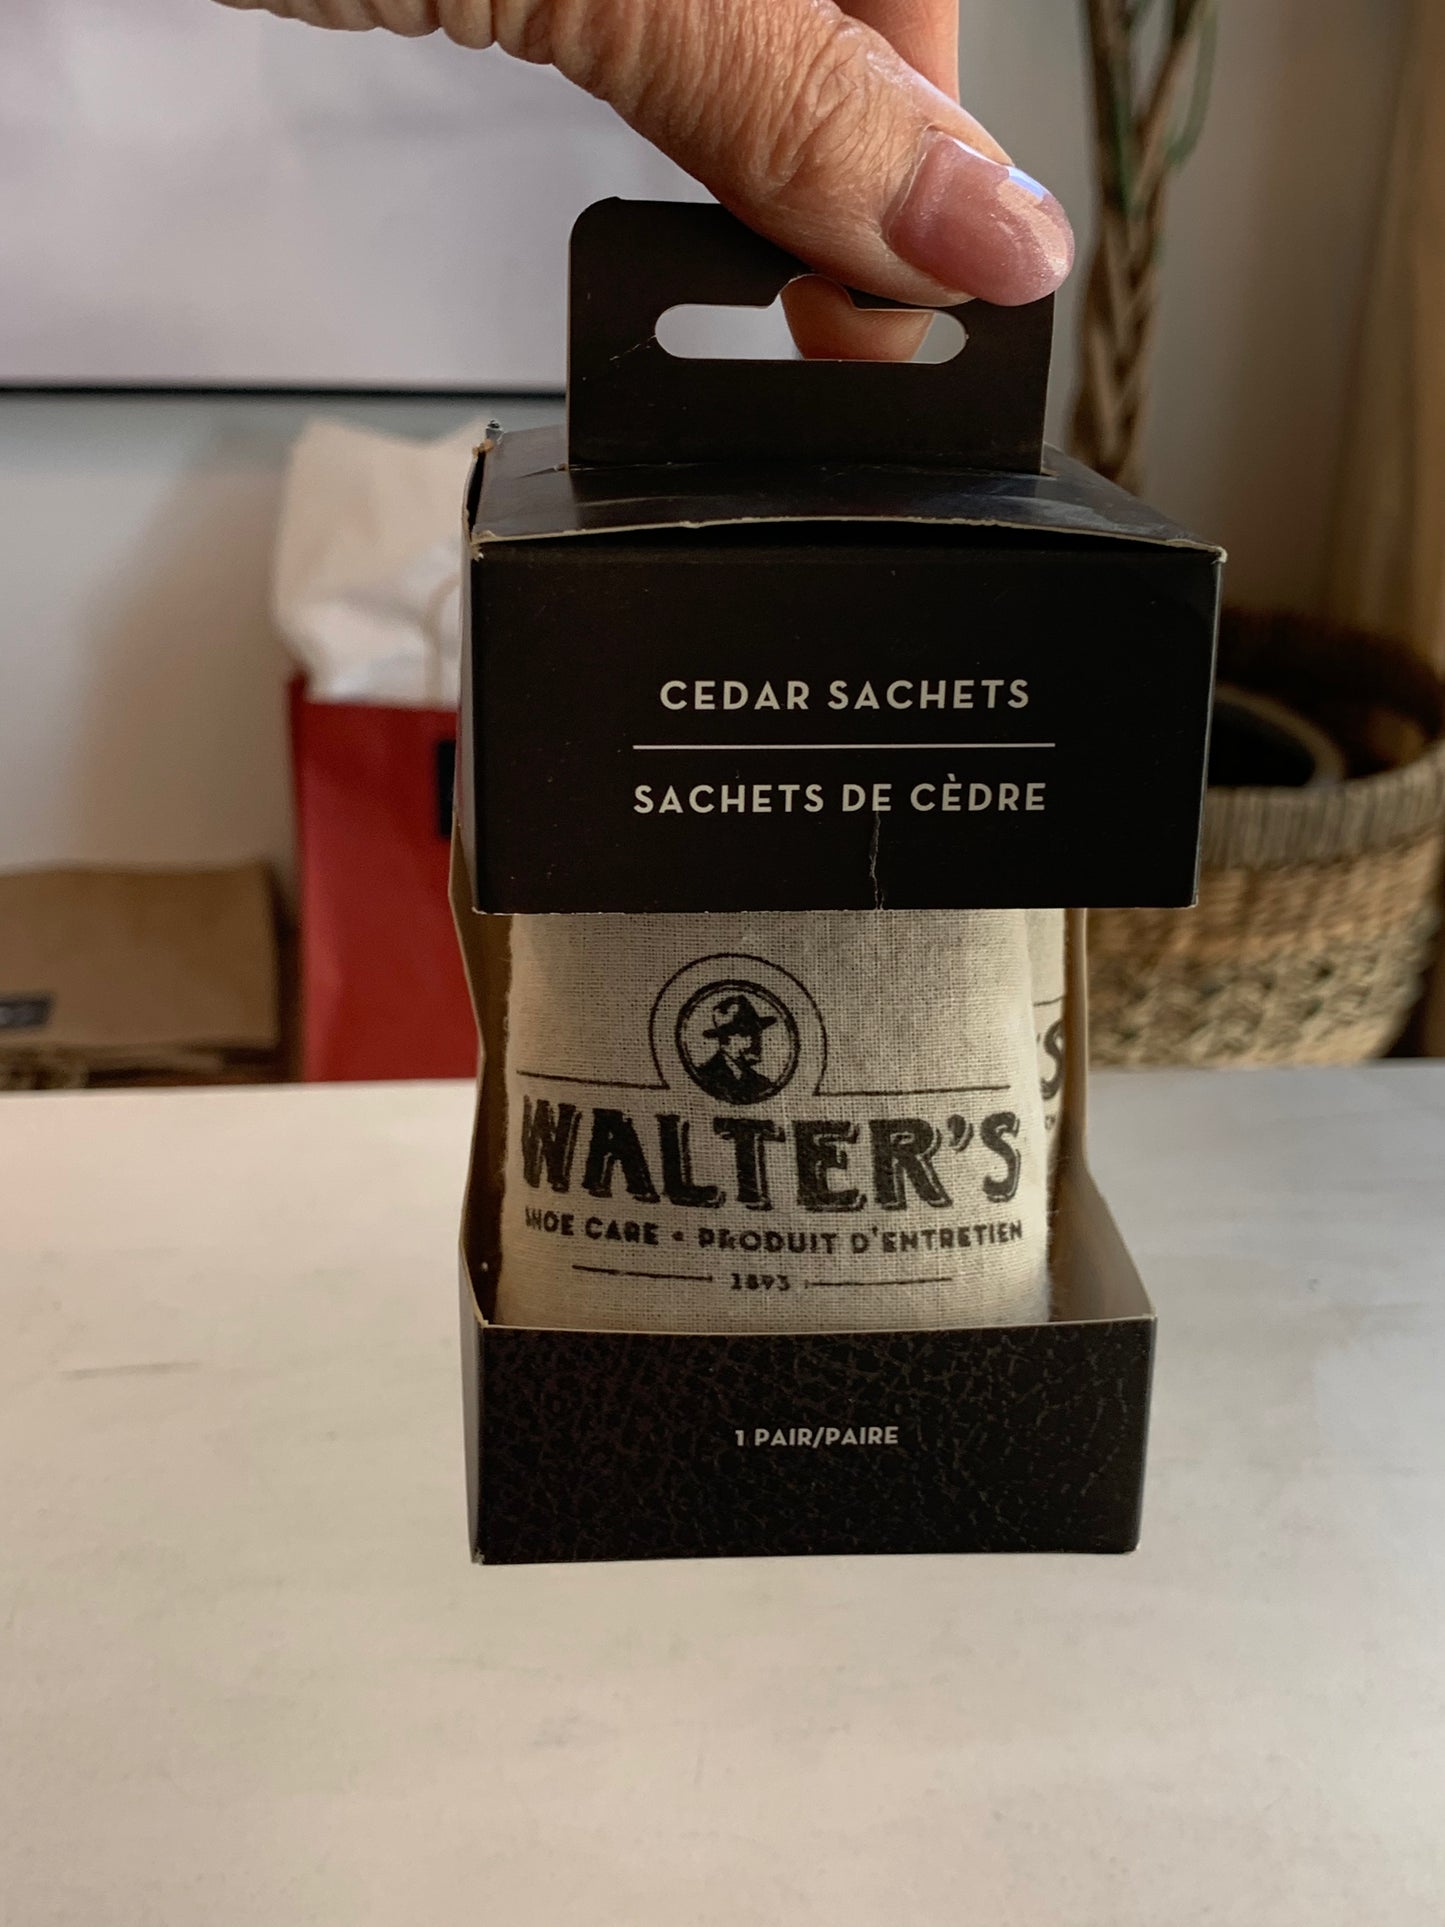 CEDAR SACHETS
SACHETS DE CÈDRE
WALTER'S
SHOE CARE • PRODUIT D'ENTRETIEN
1893
1 PAIR/PAIRE